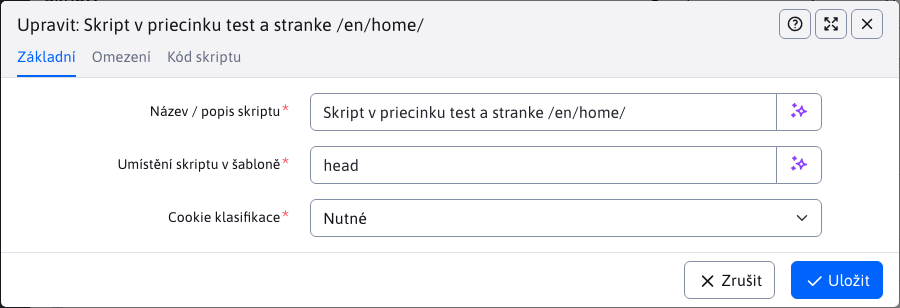 Upravit: Skript v priecinku test a stranke /en/home/
Základní Omezení Kód skriptu
Název / popis skriptu* Skript v priecinku test a stranke /en/home/
Umístění skriptu v šabloně* head
Cookie klasifikace* Nutné
Zrušit Uložit